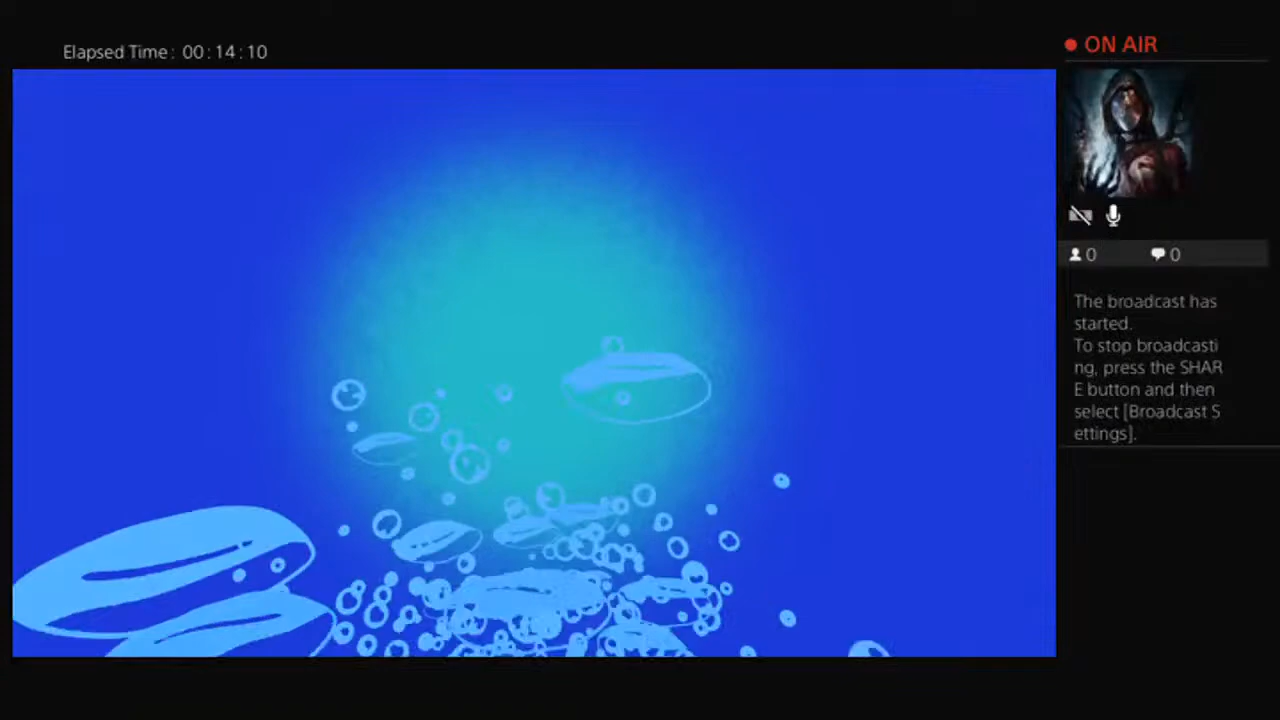 Elapsed Time: 00:14:10
ON AIR
0
0
The broadcast has
started.
To stop broadcasti
ng, press the SHAR
E button and then
select [Broadcast S
ettings].